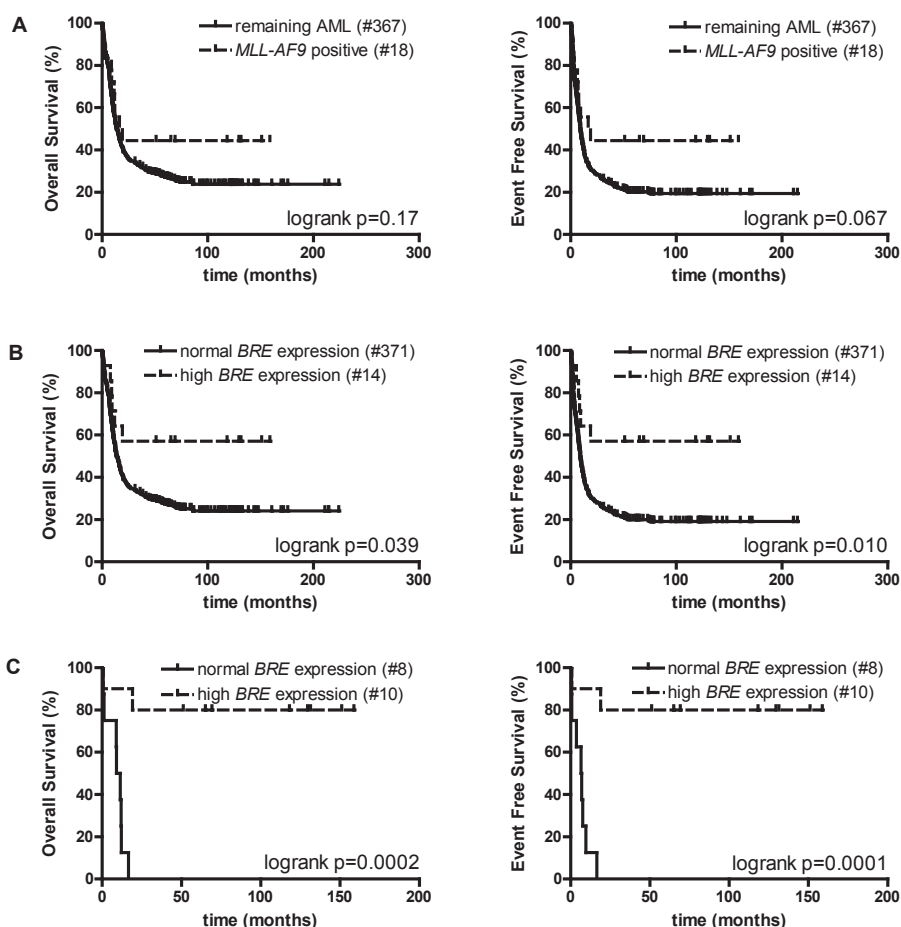 A
remaining AML (#367)
MLL-AF9 positive (#18)
Overall Survival (%)
100
80
60
40
20
0
logrank p=0.17
0 100 200 300
time (months)
remaining AML (#367)
MLL-AF9 positive (#18)
Event Free Survival (%)
100
80
60
40
20
0
logrank p=0.067
0 100 200 300
time (months)
B
normal BRE expression (#371)
high BRE expression (#14)
Overall Survival (%)
100
80
60
40
20
0
logrank p=0.039
0 100 200 300
time (months)
normal BRE expression (#371)
high BRE expression (#14)
Event Free Survival (%)
100
80
60
40
20
0
logrank p=0.010
0 100 200 300
time (months)
C
normal BRE expression (#8)
high BRE expression (#10)
Overall Survival (%)
100
80
60
40
20
0
logrank p=0.0002
0 50 100 150 200
time (months)
normal BRE expression (#8)
high BRE expression (#10)
Event Free Survival (%)
100
80
60
40
20
0
logrank p=0.0001
0 50 100 150 200
time (months)